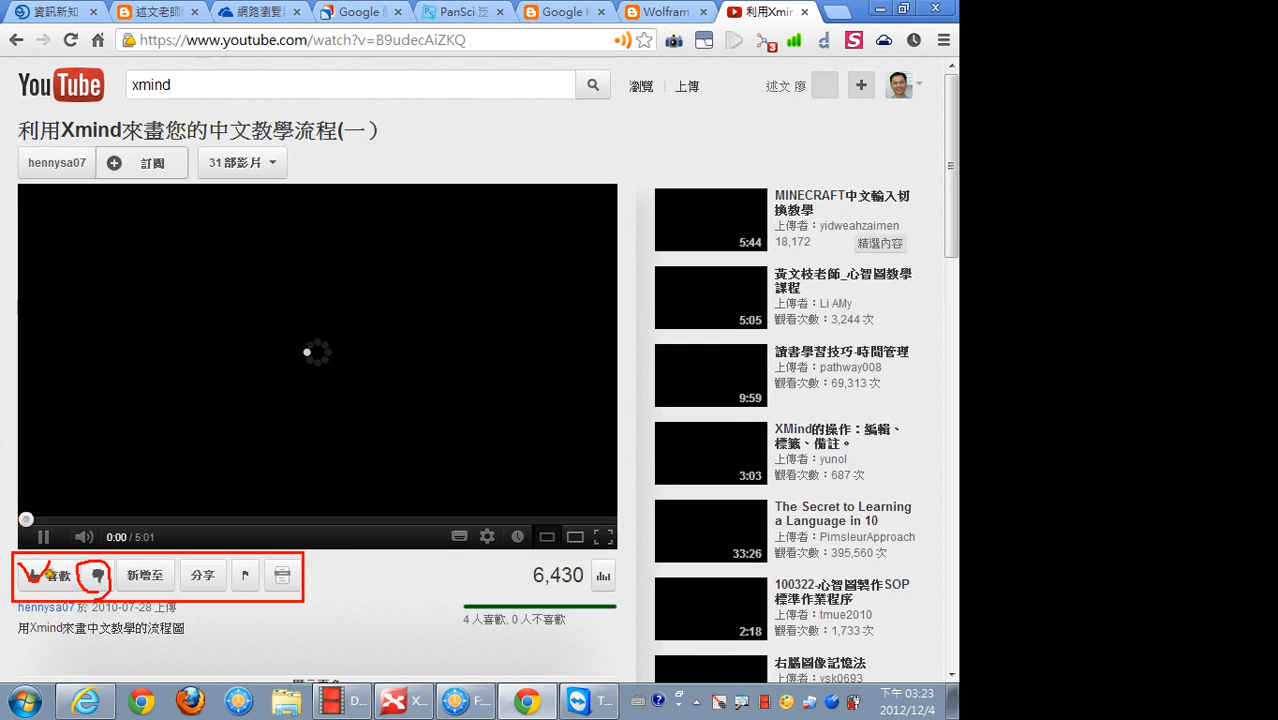 資訊新知
述文老師
網路瀏覽
Google
PanSci 泛
Google
Wolfram
利用Xmir
https://www.youtube.com/watch?v=B9udecAiZKQ
3
YouTube
xmind
瀏覽
上傳
述文 廖
利用Xmind來畫您的中文教學流程(一)
hennysa07
訂閱
31 部影片
0:00 / 5:01
喜歡
新增至
分享
6,430
hennysa07 於 2010-07-28 上傳
用Xmind來畫中文教學的流程圖
4 人喜歡, 0 人不喜歡
5:44
MINECRAFT中文輸入切
換教學
上傳者：yidweahzaimen
18,172
精選內容
5:05
黃文枝老師_心智圖教學
課程
上傳者：Li AMy
觀看次數：3,244 次
9:59
讀書學習技巧-時間管理
上傳者：pathway008
觀看次數：69,313 次
3:03
XMind的操作：編輯、
標籤、備註。
上傳者：yunol
觀看次數：687 次
33:26
The Secret to Learning
a Language in 10
上傳者：PimsleurApproach
觀看次數：395,560 次
2:18
100322-心智圖製作SOP
標準作業程序
上傳者：tmue2010
觀看次數：1,733 次
右腦圖像記憶法
上傳者：ysk0693
D...
X...
F...
T...
下午 03:23
2012/12/4